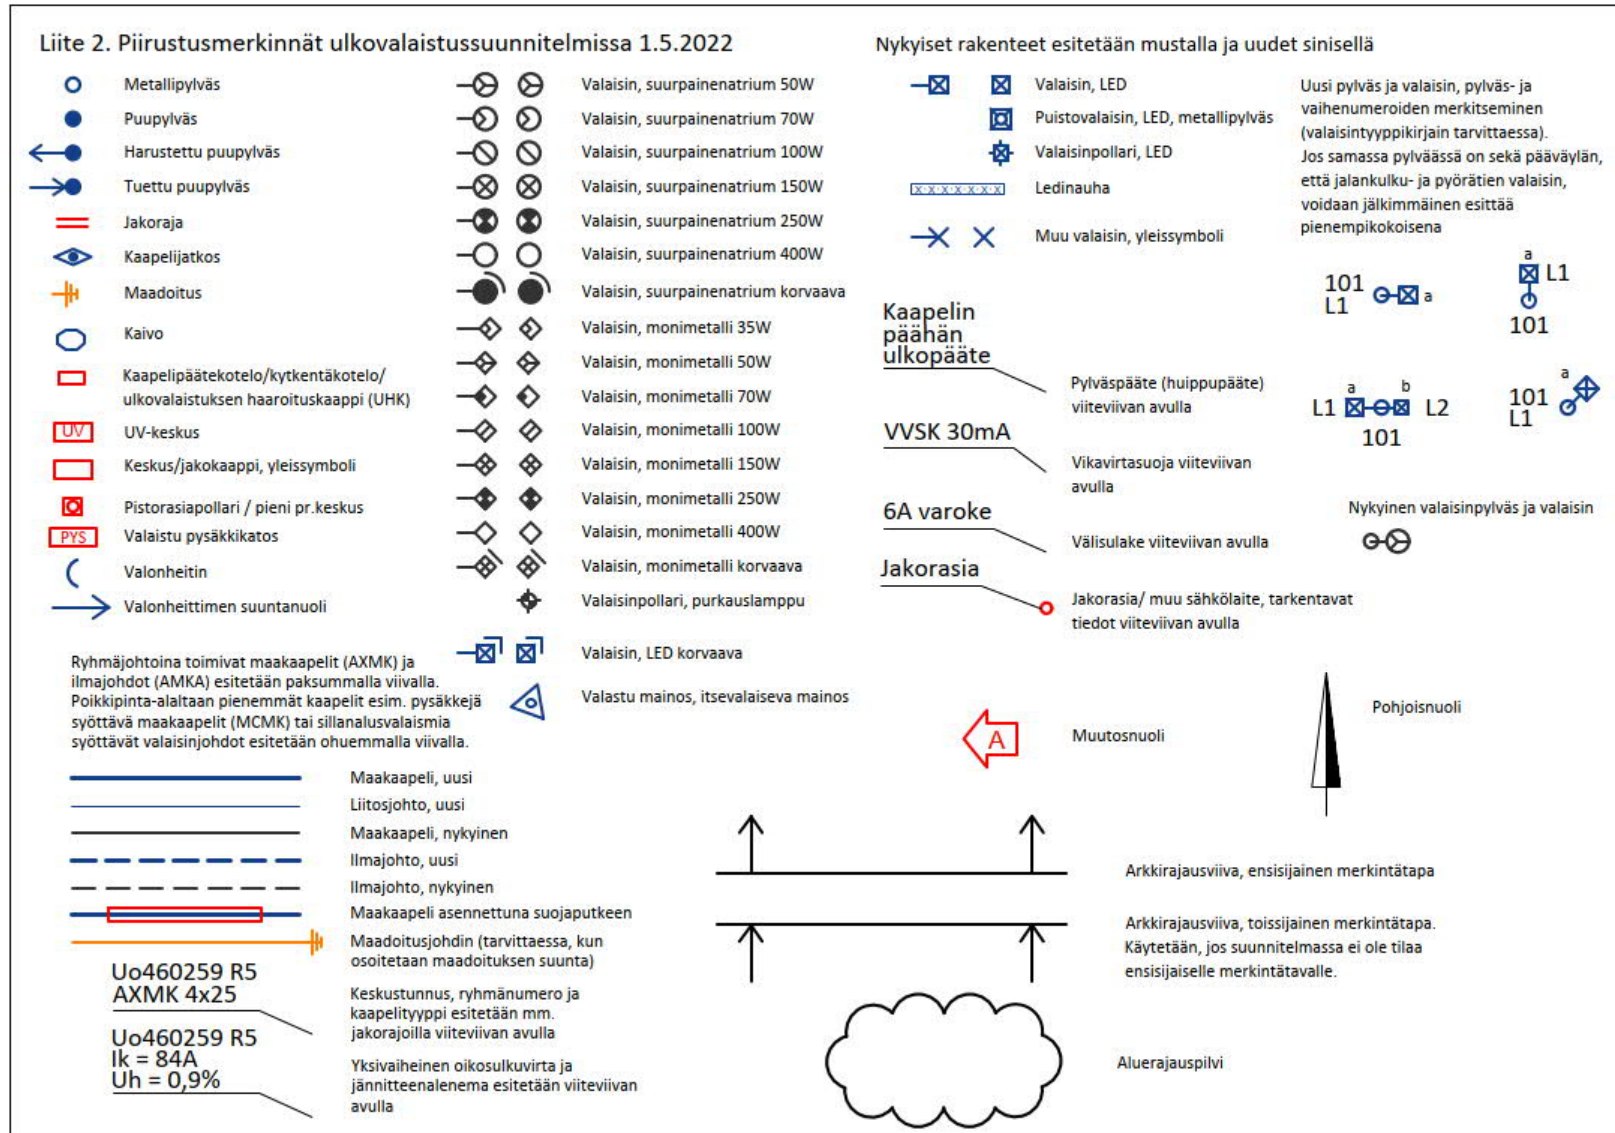 Liite 2. Piirustusmerkinnät ulkovalaistussuunnitelmissa 1.5.2022
Metallipylväs
Puupylväs
Harustettu puupylväs
Tuettu puupylväs
Jakoraja
Kaapelijatkos
Maadoitus
Kaivo
Kaapelipäätekotelo/kytkentäkotelo/
ulkovalaistuksen haaroituskaappi (UHK)
UV
UV-keskus
Keskus/jakokaappi, yleissymboli
Pistorasiapollari / pieni pr.keskus
PYS
Valaistu pysäkkikatos
Valonheitin
Valonheittimen suuntanuoli
Ryhmäjohtoina toimivat maakaapelit (AXMK) ja
ilmajohdot (AMKA) esitetään paksummalla viivalla.
Poikkipinta-alaltaan pienemmät kaapelit esim. pysäkkejä
syöttävä maakaapelit (MCMK) tai sillanalusvalaismia
syöttävät valaisinjohdot esitetään ohuemmalla viivalla.
Maakaapeli, uusi
Liitosjohto, uusi
Maakaapeli, nykyinen
Ilmajohto, uusi
Ilmajohto, nykyinen
Maakaapeli asennettuna suojaputkeen
Maadoitusjohdin (tarvittaessa, kun
osoitetaan maadoituksen suunta)
Uo460259 R5
AXMK 4x25
Keskustunnus, ryhmänumero ja
kaapelityyppi esitetään mm.
jakorajoilla viiteviivan avulla
Uo460259 R5
Ik = 84A
Uh = 0,9%
Yksivaiheinen oikosulkuvirta ja
jännitteenalenema esitetään viiteviivan
avulla
Valaisin, suurpainenatrium 50W
Valaisin, suurpainenatrium 70W
Valaisin, suurpainenatrium 100W
Valaisin, suurpainenatrium 150W
Valaisin, suurpainenatrium 250W
Valaisin, suurpainenatrium 400W
Valaisin, suurpainenatrium korvaava
Valaisin, monimetalli 35W
Valaisin, monimetalli 50W
Valaisin, monimetalli 70W
Valaisin, monimetalli 100W
Valaisin, monimetalli 150W
Valaisin, monimetalli 250W
Valaisin, monimetalli 400W
Valaisin, monimetalli korvaava
Valaisinpollari, purkauslamppu
Valaisin, LED korvaava
Valastu mainos, itsevalaiseva mainos
Nykyiset rakenteet esitetään mustalla ja uudet sinisellä
Valaisin, LED
Puistovalaisin, LED, metallipylväs
Valaisinpollari, LED
X-X-X-X-X-X-X
Ledinauha
Muu valaisin, yleissymboli
Kaapelin
päähän
ulkopääte
Pylväspääte (huippupääte)
viiteviivan avulla
VVSK 30mA
Vikavirtasuoja viiteviivan
avulla
6A varoke
Välisulake viiteviivan avulla
Jakorasia
Jakorasia/ muu sähkölaite, tarkentavat
tiedot viiteviivan avulla
A
Muutosnuoli
Uusi pylväs ja valaisin, pylväs- ja
vaihenumeroiden merkitseminen
(valaisintyyppikirjain tarvittaessa).
Jos samassa pylväässä on sekä pääväylän,
että jalankulku- ja pyörätien valaisin,
voidaan jälkimmäinen esittää
pienempikokoisena
101
L1
a
a
L1
101
a b
L1 L2
101
a
101
L1
Nykyinen valaisinpylväs ja valaisin
Pohjoisnuoli
Arkkirajausviiva, ensisijainen merkintätapa
Arkkirajausviiva, toissijainen merkintätapa.
Käytetään, jos suunnitelmassa ei ole tilaa
ensisijaiselle merkintätavalle.
Aluerajauspilvi